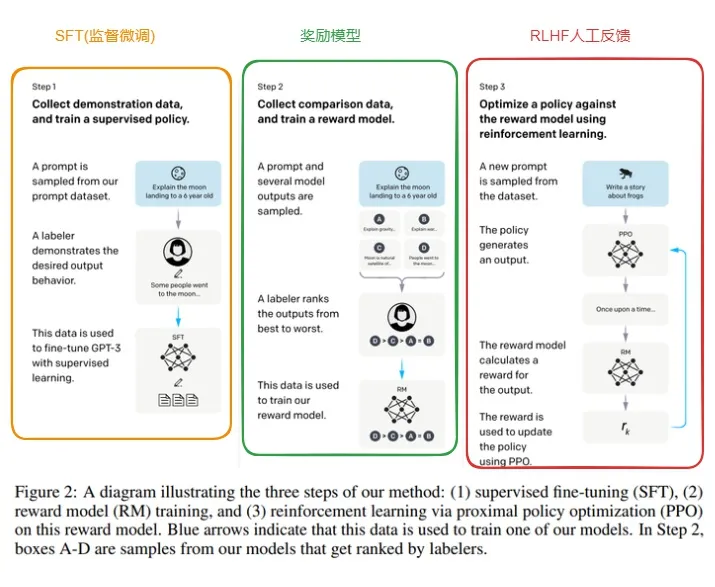 SFT(监督微调)
奖励模型
RLHF人工反馈
Step 1
Collect demonstration data,
and train a supervised policy.
A prompt is
sampled from our
prompt dataset.
Explain the moon
landing to a 6 year old
A labeler
demonstrates the
desired output
behavior.
Some people went
to the moon...
This data is used
to fine-tune GPT-3
with supervised
learning.
SFT
Step 2
Collect comparison data,
and train a reward model.
A prompt and
several model
outputs are
sampled.
Explain the moon
landing to a 6 year old
A
Explain gravity...
B
Explain war...
C
Moon is natural
satellite of...
D
People went to
the moon...
A labeler ranks
the outputs from
best to worst.
D > C > A = B
This data is used
to train our
reward model.
RM
D > C > A = B
Step 3
Optimize a policy against
the reward model using
reinforcement learning.
A new prompt
is sampled from
the dataset.
Write a story
about frogs
The policy
generates
an output.
PPO
Once upon a time...
The reward model
calculates a
reward for
the output.
RM
The reward is
used to update
the policy
using PPO.
rk
Figure 2: A diagram illustrating the three steps of our method: (1) supervised fine-tuning (SFT), (2)
reward model (RM) training, and (3) reinforcement learning via proximal policy optimization (PPO)
on this reward model. Blue arrows indicate that this data is used to train one of our models. In Step 2,
boxes A-D are samples from our models that get ranked by labelers.